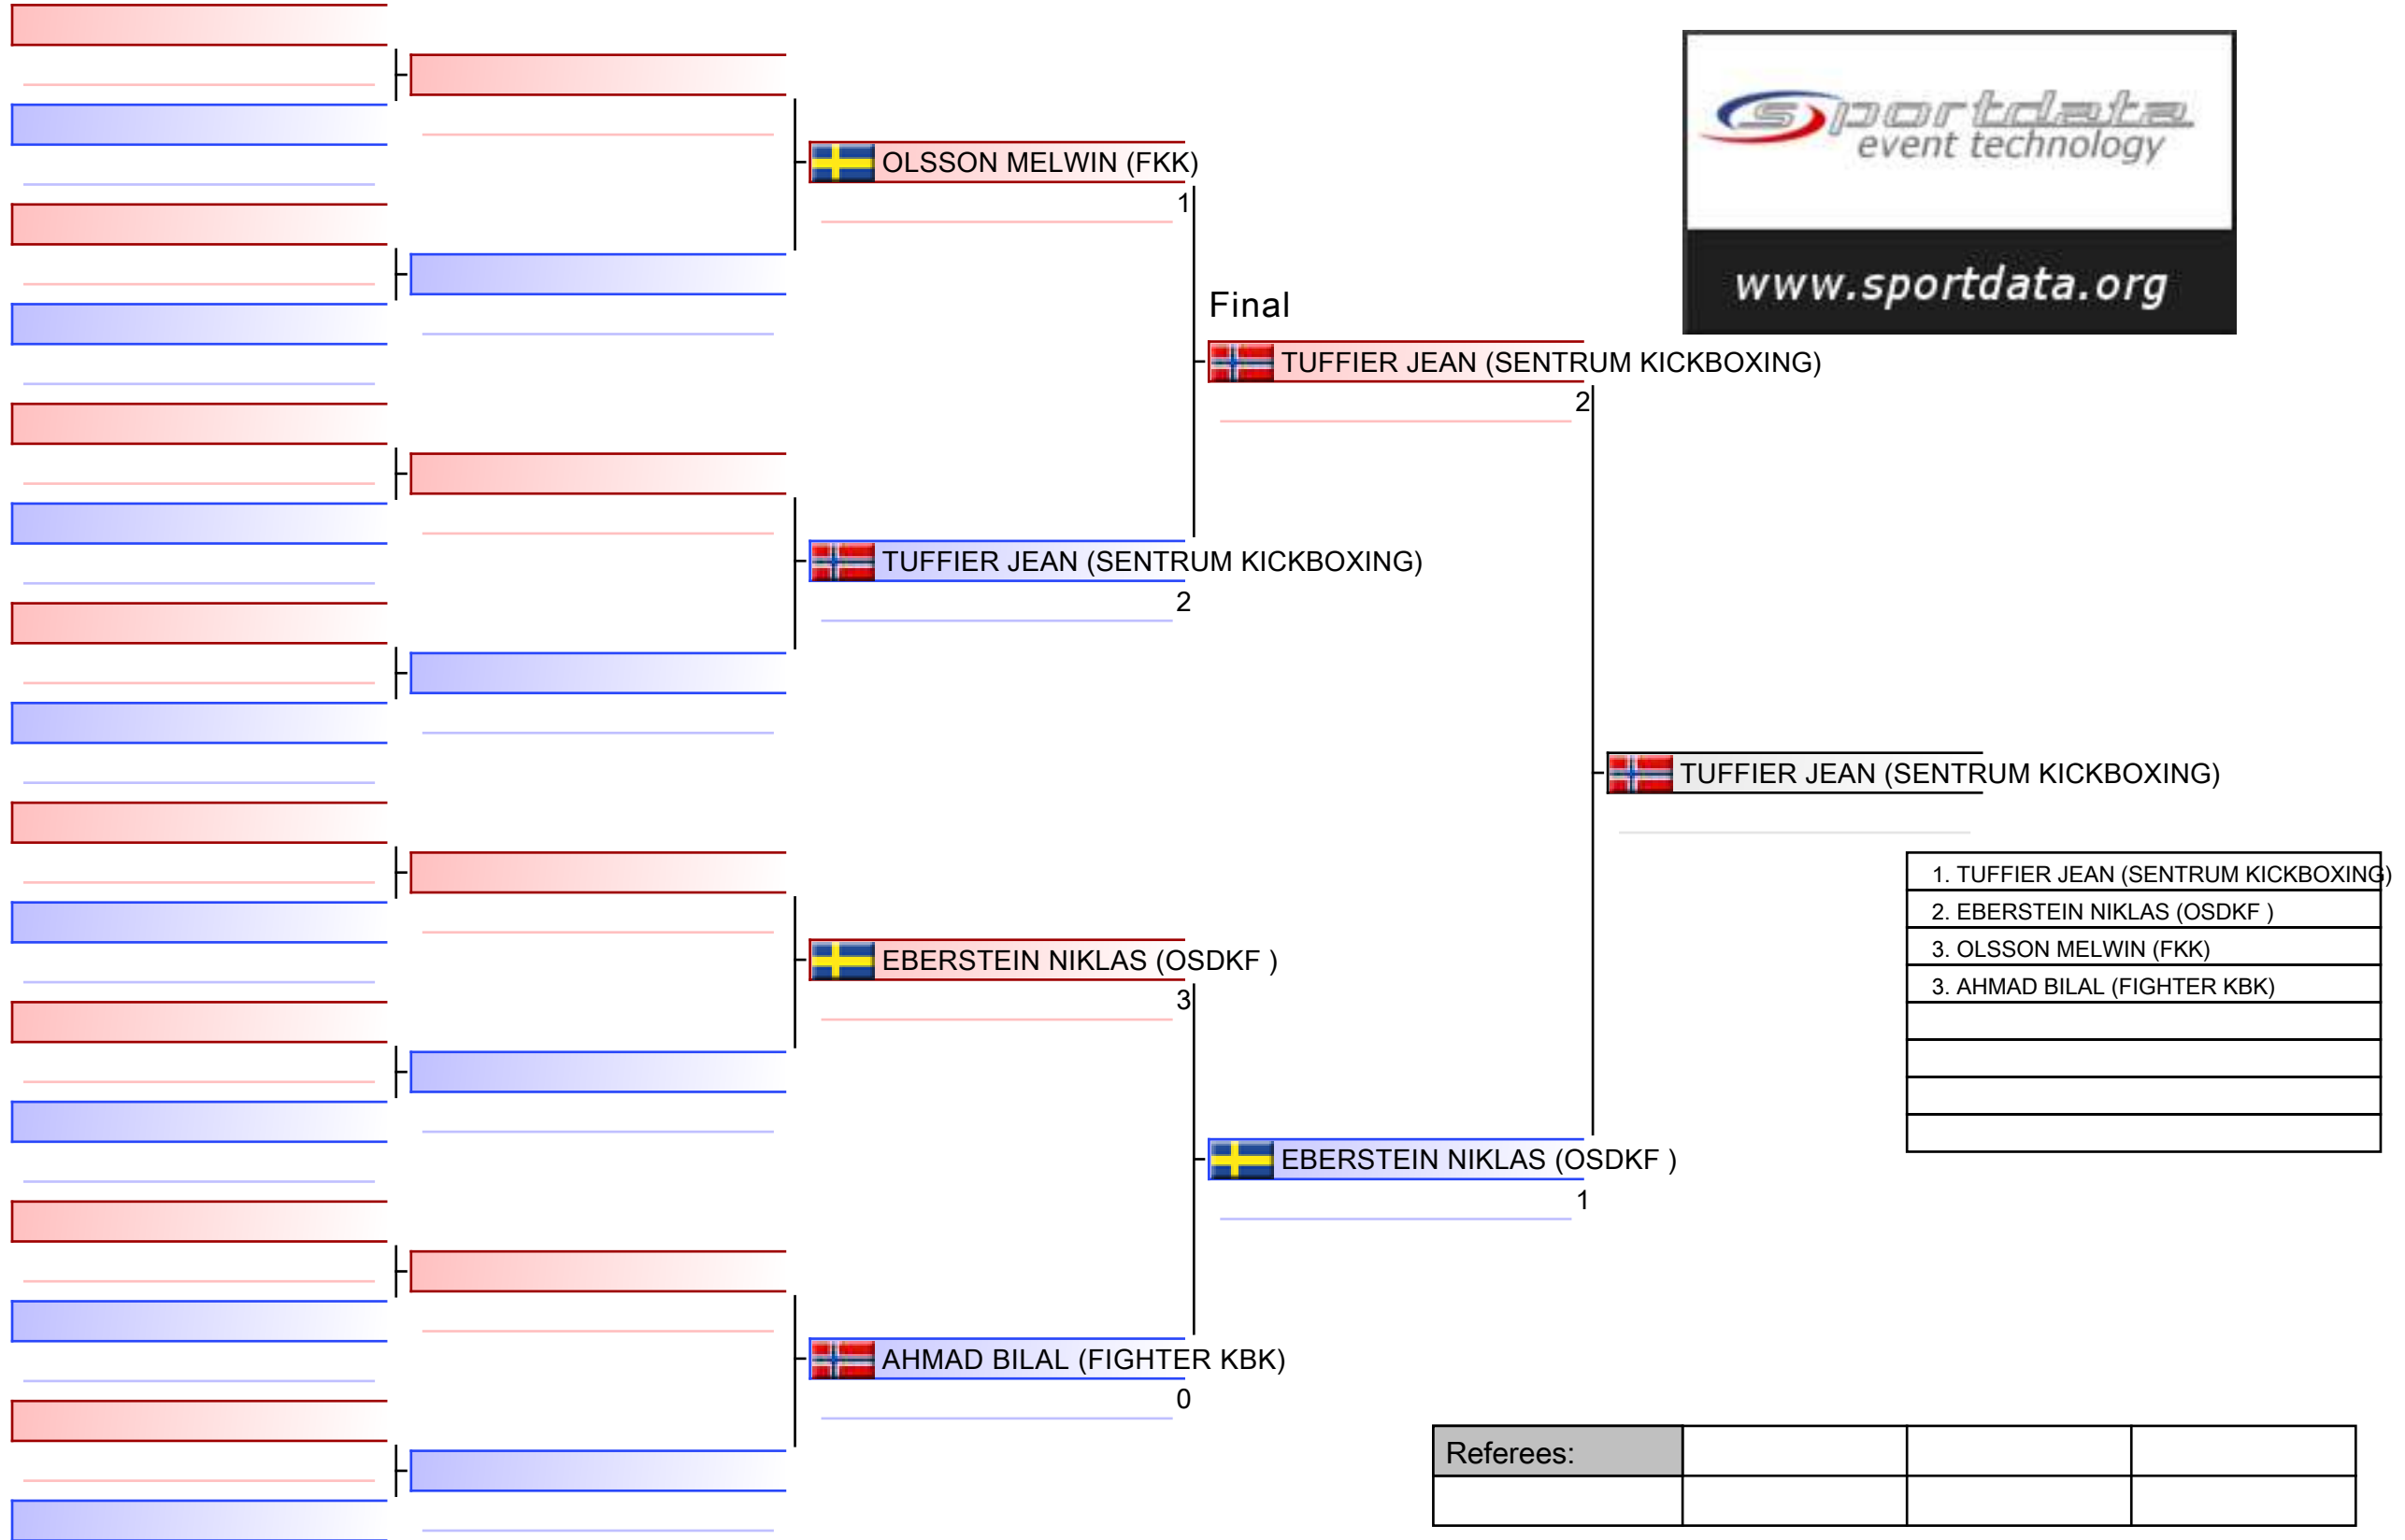 sportdata
event technology
www.sportdata.org
OLSSON MELWIN (FKK)
1
Final
TUFFIER JEAN (SENTRUM KICKBOXING)
2
TUFFIER JEAN (SENTRUM KICKBOXING)
2
TUFFIER JEAN (SENTRUM KICKBOXING)
1. TUFFIER JEAN (SENTRUM KICKBOXING)
2. EBERSTEIN NIKLAS (OSDKF )
3. OLSSON MELWIN (FKK)
3. AHMAD BILAL (FIGHTER KBK)
EBERSTEIN NIKLAS (OSDKF )
3
EBERSTEIN NIKLAS (OSDKF )
1
AHMAD BILAL (FIGHTER KBK)
0
Referees: